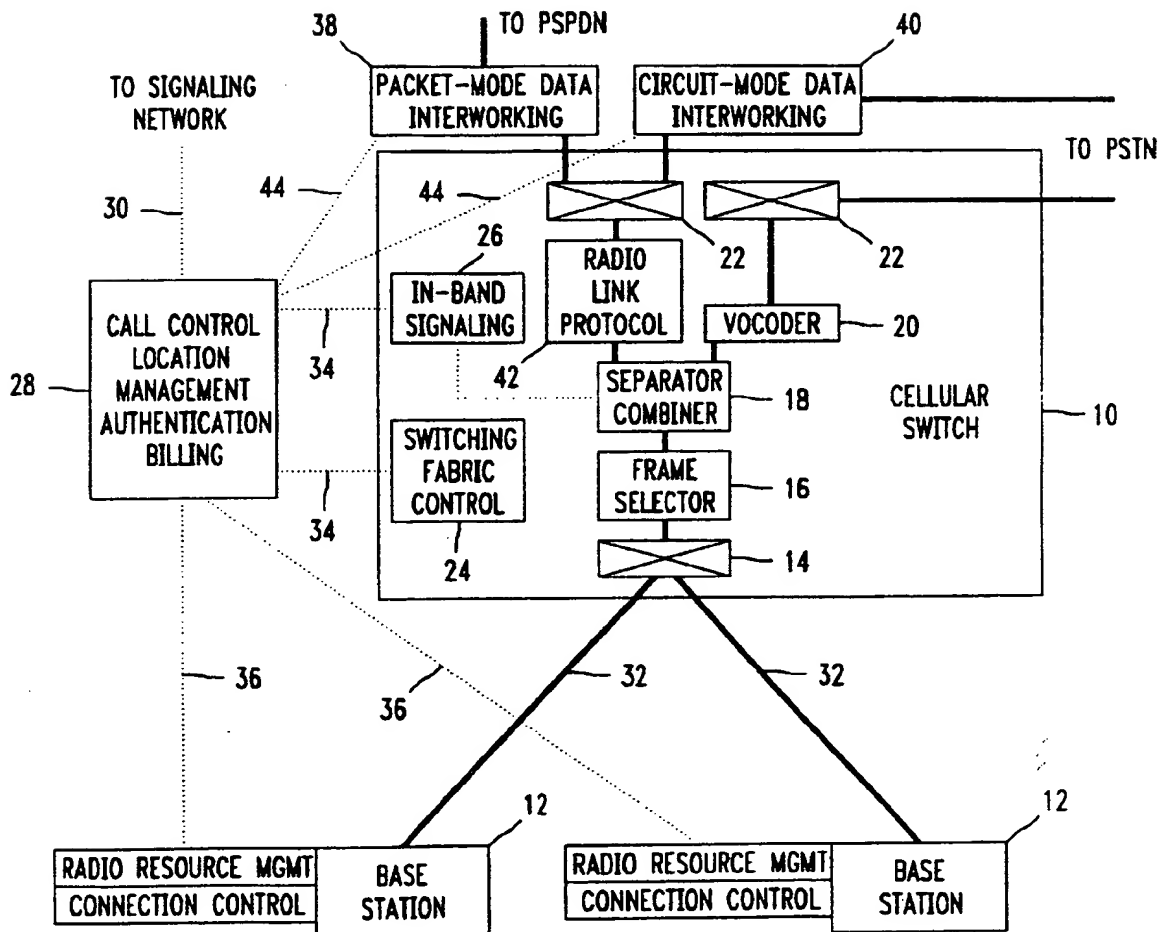 TO PSPDN
38
40
PACKET-MODE DATA
INTERWORKING
CIRCUIT-MODE DATA
INTERWORKING
TO SIGNALING
NETWORK
TO PSTN
44
44
30
26
22
22
IN-BAND
SIGNALING
RADIO
LINK
PROTOCOL
VOCODER
20
34
42
28
CALL CONTROL
LOCATION
MANAGEMENT
AUTHENTICATION
BILLING
SEPARATOR
COMBINER
18
CELLULAR
SWITCH
10
SWITCHING
FABRIC
CONTROL
FRAME
SELECTOR
16
34
24
14
36
36
32
32
12
12
RADIO RESOURCE MGMT
CONNECTION CONTROL
BASE
STATION
RADIO RESOURCE MGMT
CONNECTION CONTROL
BASE
STATION